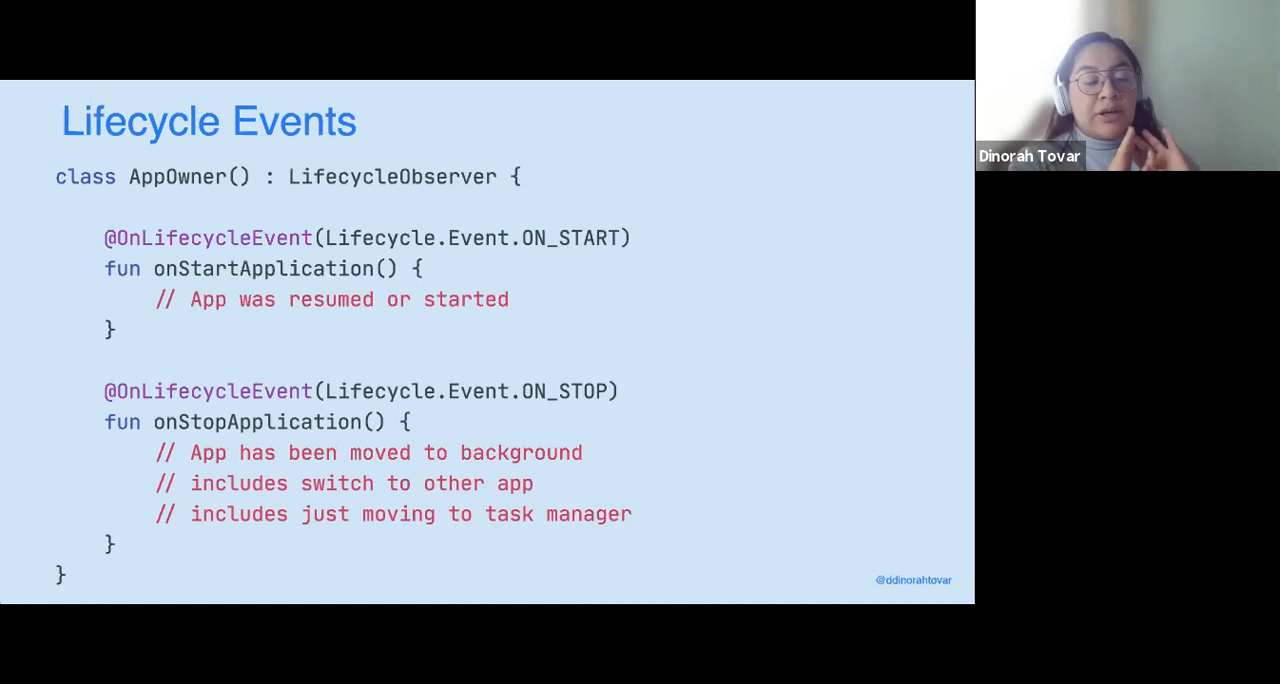 Lifecycle Events
class AppOwner() : LifecycleObserver {
@OnLifecycleEvent(Lifecycle.Event.ON_START)
fun onStartApplication() {
// App was resumed or started
}
@OnLifecycleEvent(Lifecycle.Event.ON_STOP)
fun onStopApplication() {
// App has been moved to background
// includes switch to other app
// includes just moving to task manager
}
}
@ddinorahtovar
Dinorah Tovar